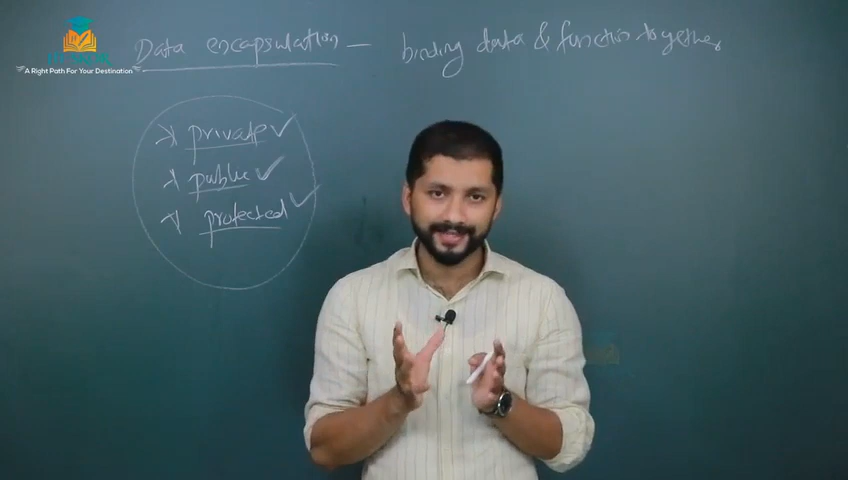 A Right Path For Your Destination
Data encapsulation – binding data & function together
private
public
protected